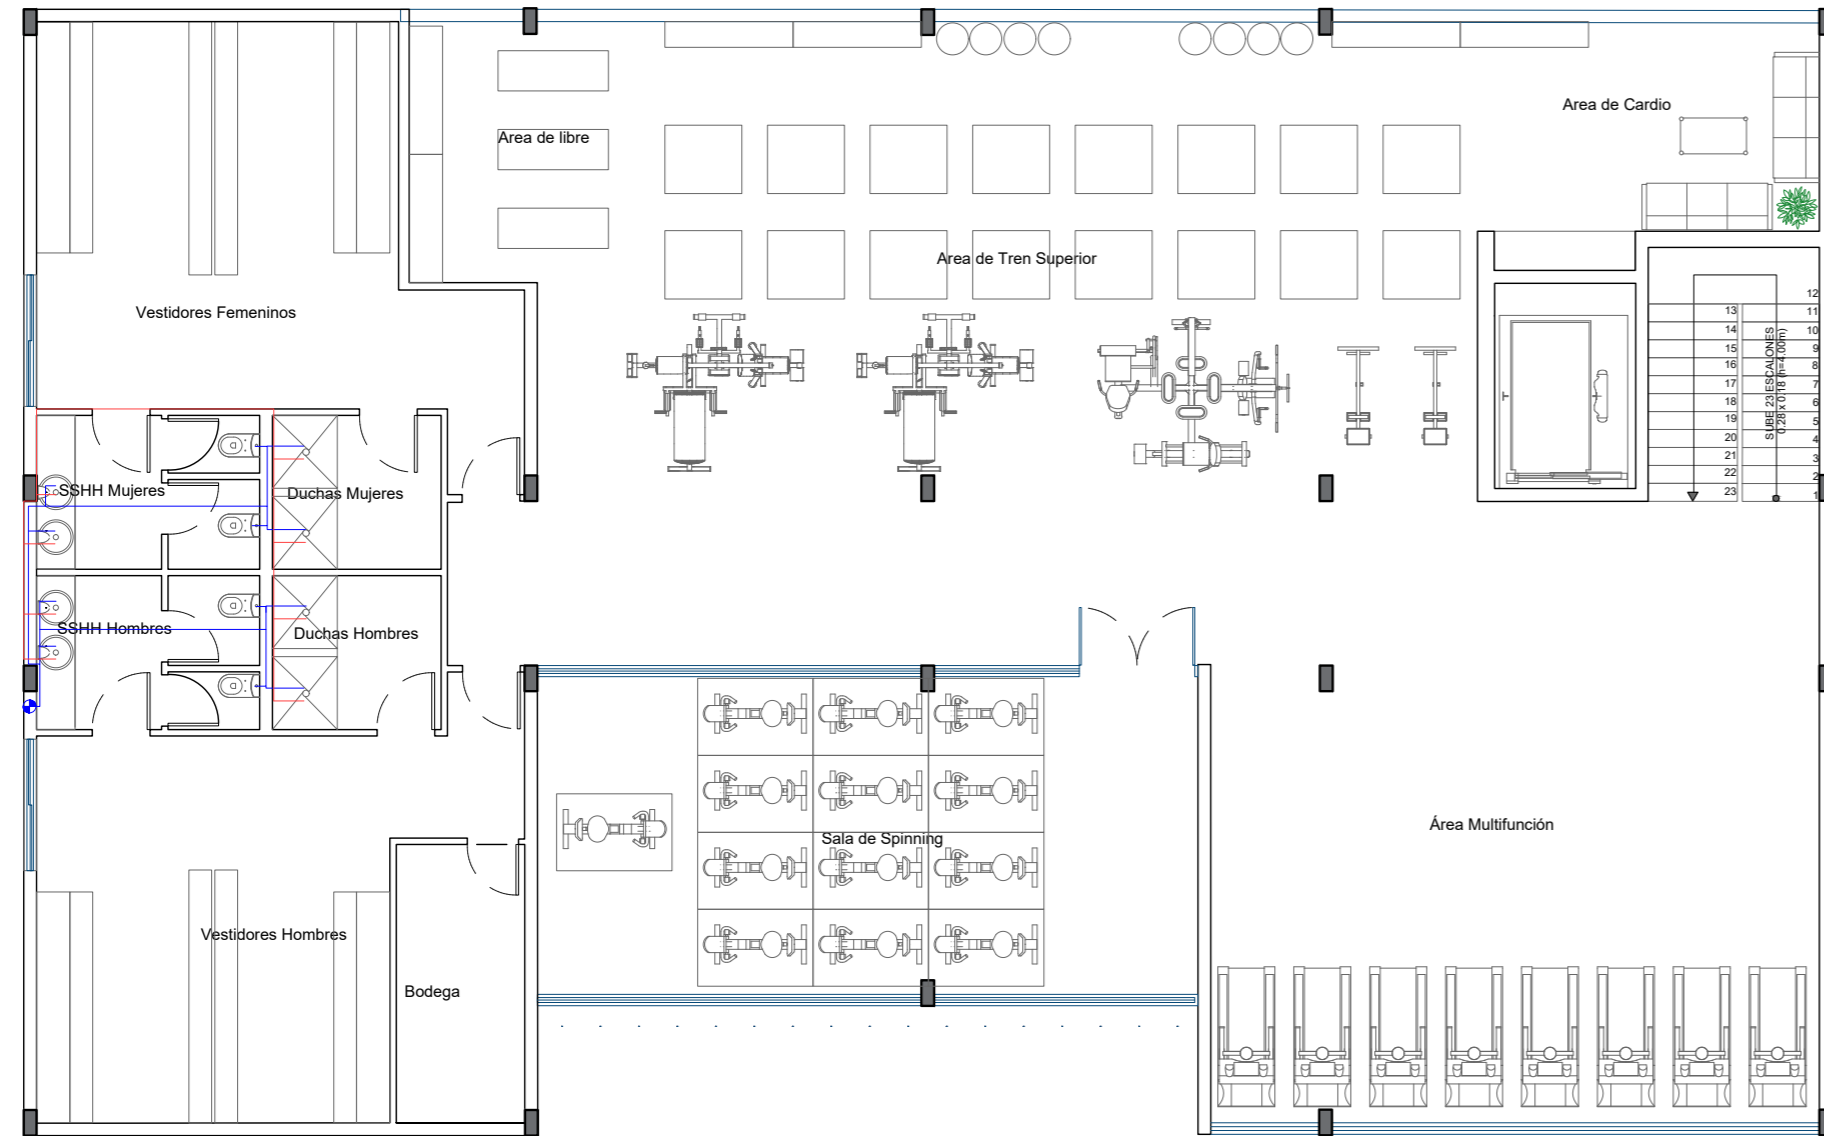 Area de Cardio
Area de libre
Area de Tren Superior
Vestidores Femeninos
12
13
11
14
10
15
9
16
8
17
7
18
6
19
5
20
4
21
3
22
2
23
1
SUBE 23 ESCALONES
0.28 x 0.18 (h=4.00m)
SSHH Mujeres
Duchas Mujeres
SSHH Hombres
Duchas Hombres
Sala de Spinning
Área Multifunción
Vestidores Hombres
Bodega